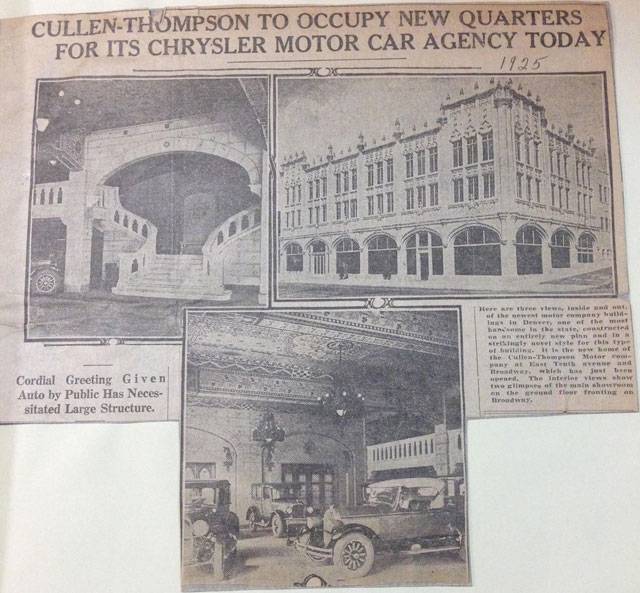 CULLEN-THOMPSON TO OCCUPY NEW QUARTERS
FOR ITS CHRYSLER MOTOR CAR AGENCY TODAY
1925
Here are three views, inside and out,
of the newest motor company build-
ings in Denver, one of the most
handsome in the state, constructed
on an entirely new plan and in a
strikingly novel style for this type
of building. It is the new home of
the Cullen-Thompson Motor com-
pany at East Tenth avenue and
Broadway, which has just been
opened. The interior views show
two glimpses of the main showroom
on the ground floor fronting on
Broadway.
Cordial Greeting Given
Auto by Public Has Neces-
sitated Large Structure.